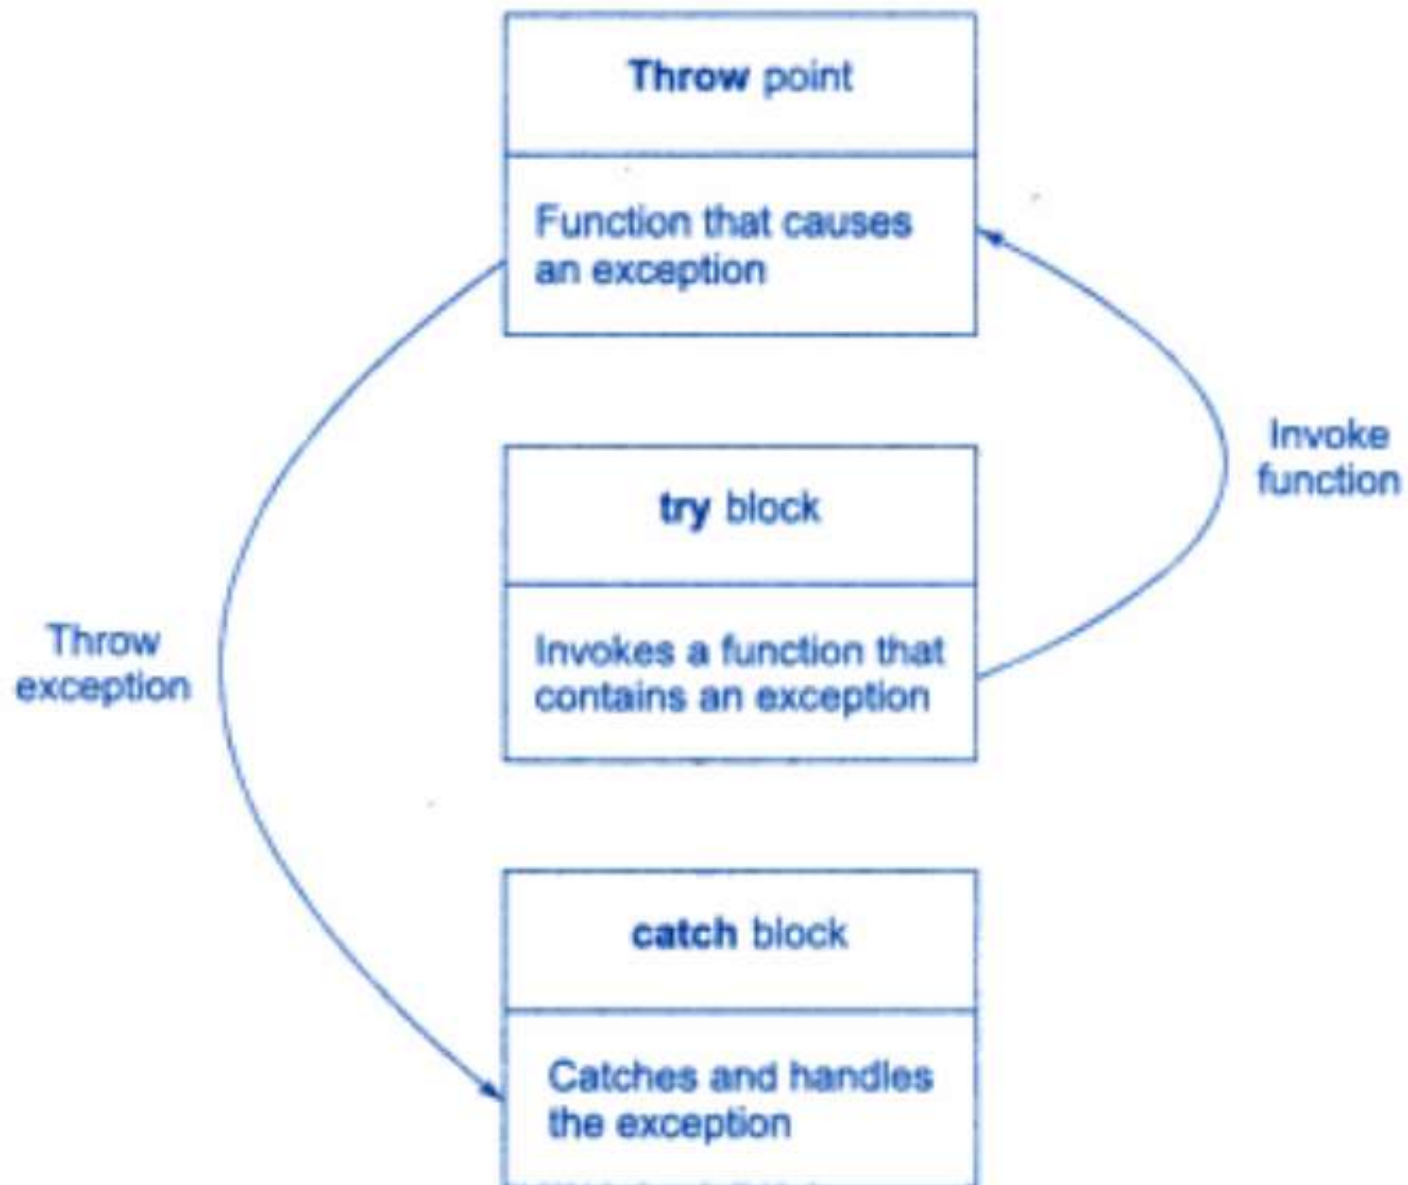 Throw point
Function that causes
an exception
Invoke
function
try block
Invokes a function that
contains an exception
Throw
exception
catch block
Catches and handles
the exception